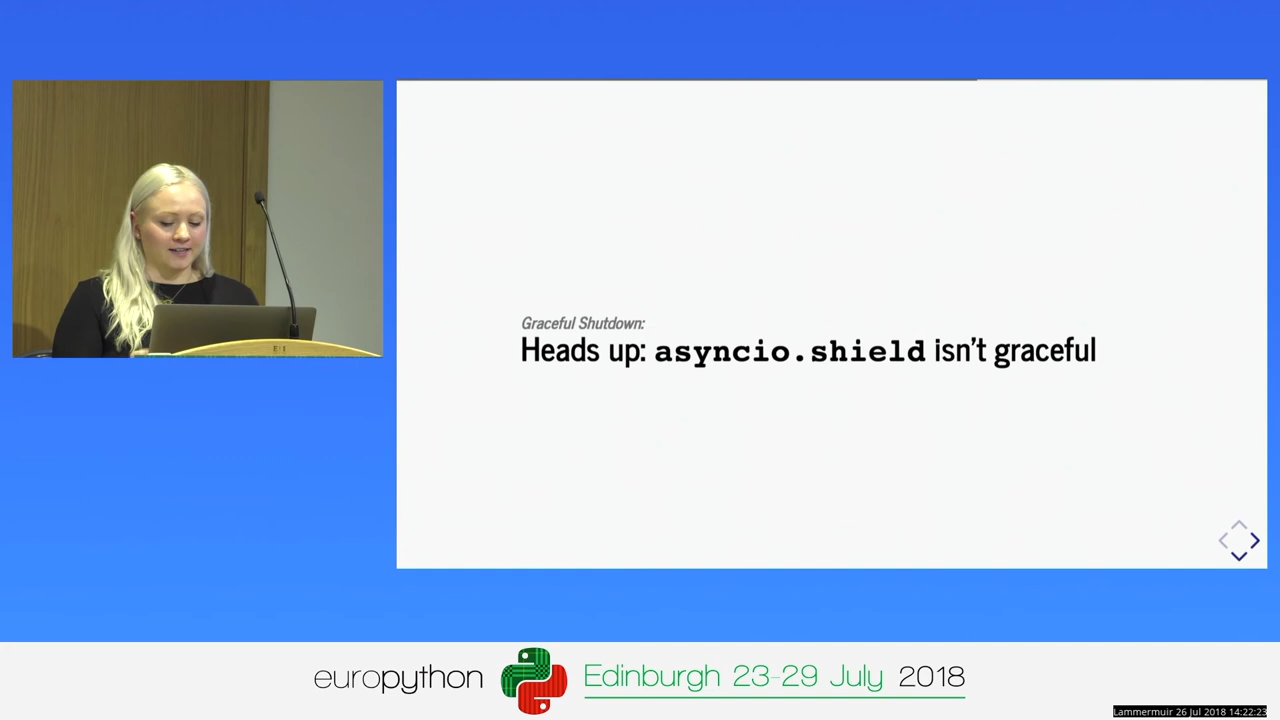 Graceful Shutdown:
Heads up: asyncio.shield isn't graceful
europython
Edinburgh 23-29 July 2018
Lammermuir 26 Jul 2018 14:22:23